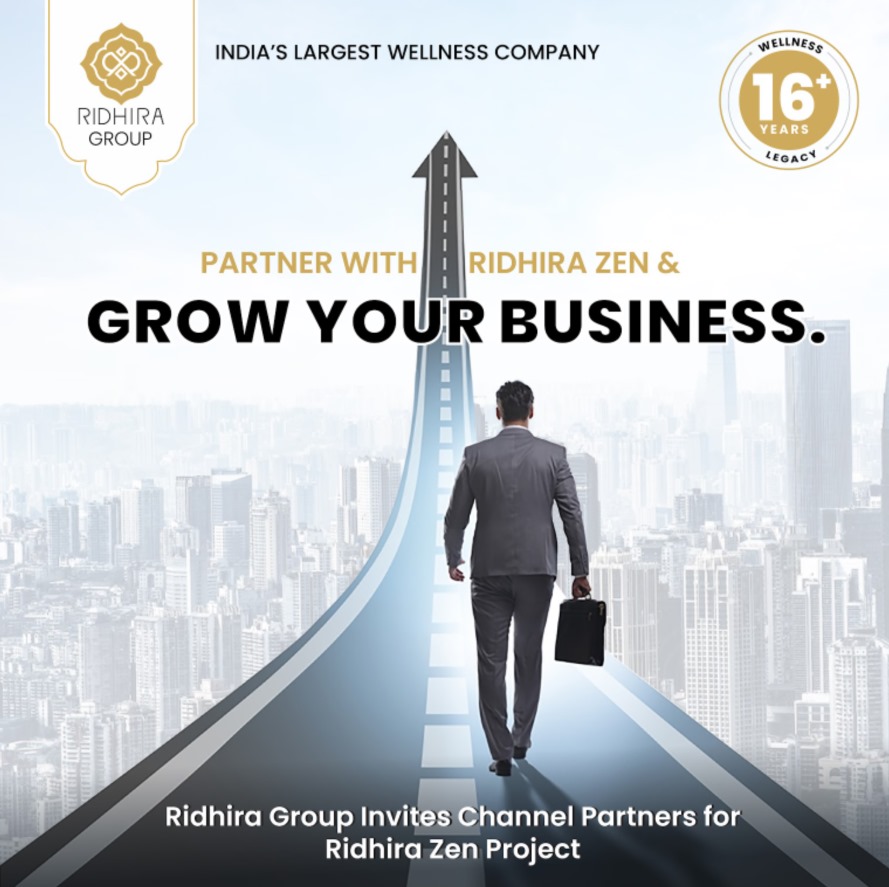 RIDHIRA
GROUP
INDIA'S LARGEST WELLNESS COMPANY
WELLNESS
16+
YEARS
LEGACY
PARTNER WITH RIDHIRA ZEN &
GROW YOUR BUSINESS.
Ridhira Group Invites Channel Partners for
Ridhira Zen Project